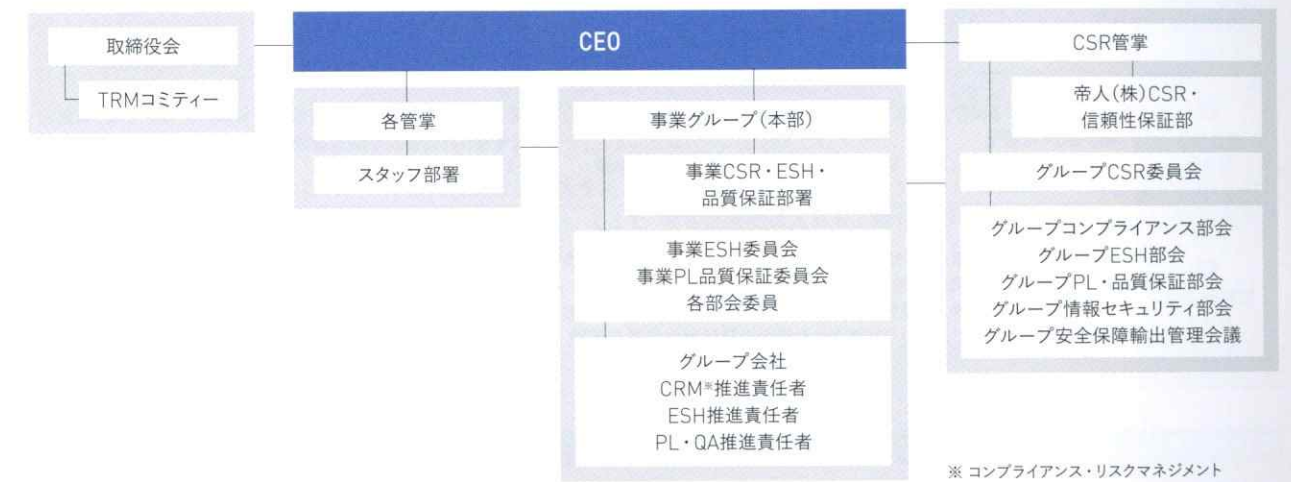 取締役会
TRMコミティー
CEO
各管掌
スタッフ部署
事業グループ(本部)
事業CSR・ESH・
品質保証部署
事業ESH委員会
事業PL品質保証委員会
各部会委員
グループ会社
CRM※推進責任者
ESH推進責任者
PL・QA推進責任者
CSR管掌
帝人(株)CSR・
信頼性保証部
グループCSR委員会
グループコンプライアンス部会
グループESH部会
グループPL・品質保証部会
グループ情報セキュリティ部会
グループ安全保障輸出管理会議
※ コンプライアンス・リスクマネジメント